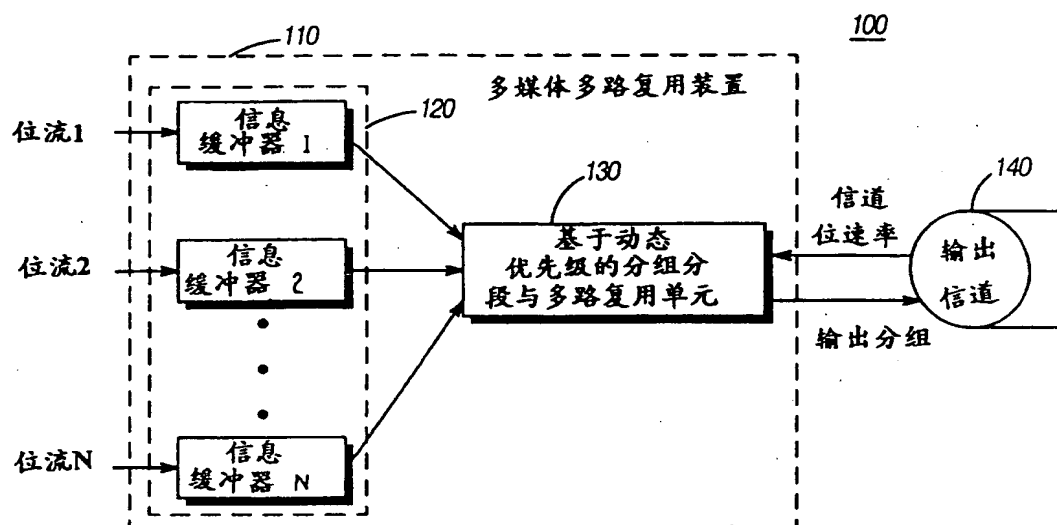 100
110
多媒体多路复用装置
120
位流1
信息
缓冲器 1
130
140
信道
位速率
基于动态
优先级的分组分
段与多路复用单元
输出
信道
位流2
信息
缓冲器 2
输出分组
位流N
信息
缓冲器 N